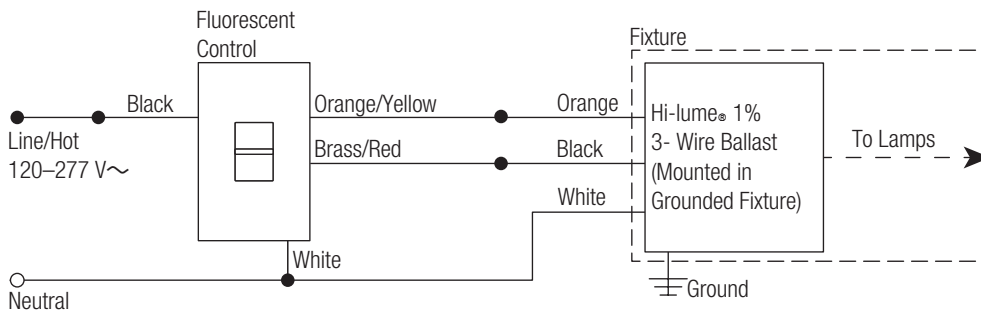 Fluorescent
Control
Fixture
Black
Orange/Yellow
Orange
Line/Hot
120–277 V～
Brass/Red
Black
Hi-lume® 1%
3- Wire Ballast
(Mounted in
Grounded Fixture)
To Lamps
White
White
Neutral
Ground